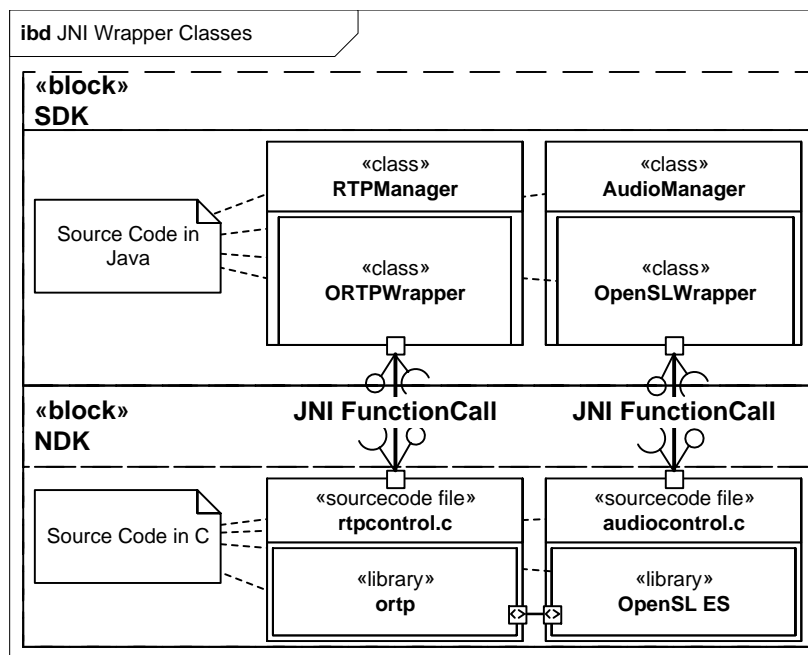 ibd JNI Wrapper Classes
«block»
SDK
«class»
RTPManager
«class»
AudioManager
Source Code in
Java
«class»
ORTPWrapper
«class»
OpenSLWrapper
«block»
NDK
JNI FunctionCall
JNI FunctionCall
«sourcecode file»
rtpcontrol.c
«sourcecode file»
audiocontrol.c
Source Code in C
«library»
ortp
«library»
OpenSL ES
<>
<>